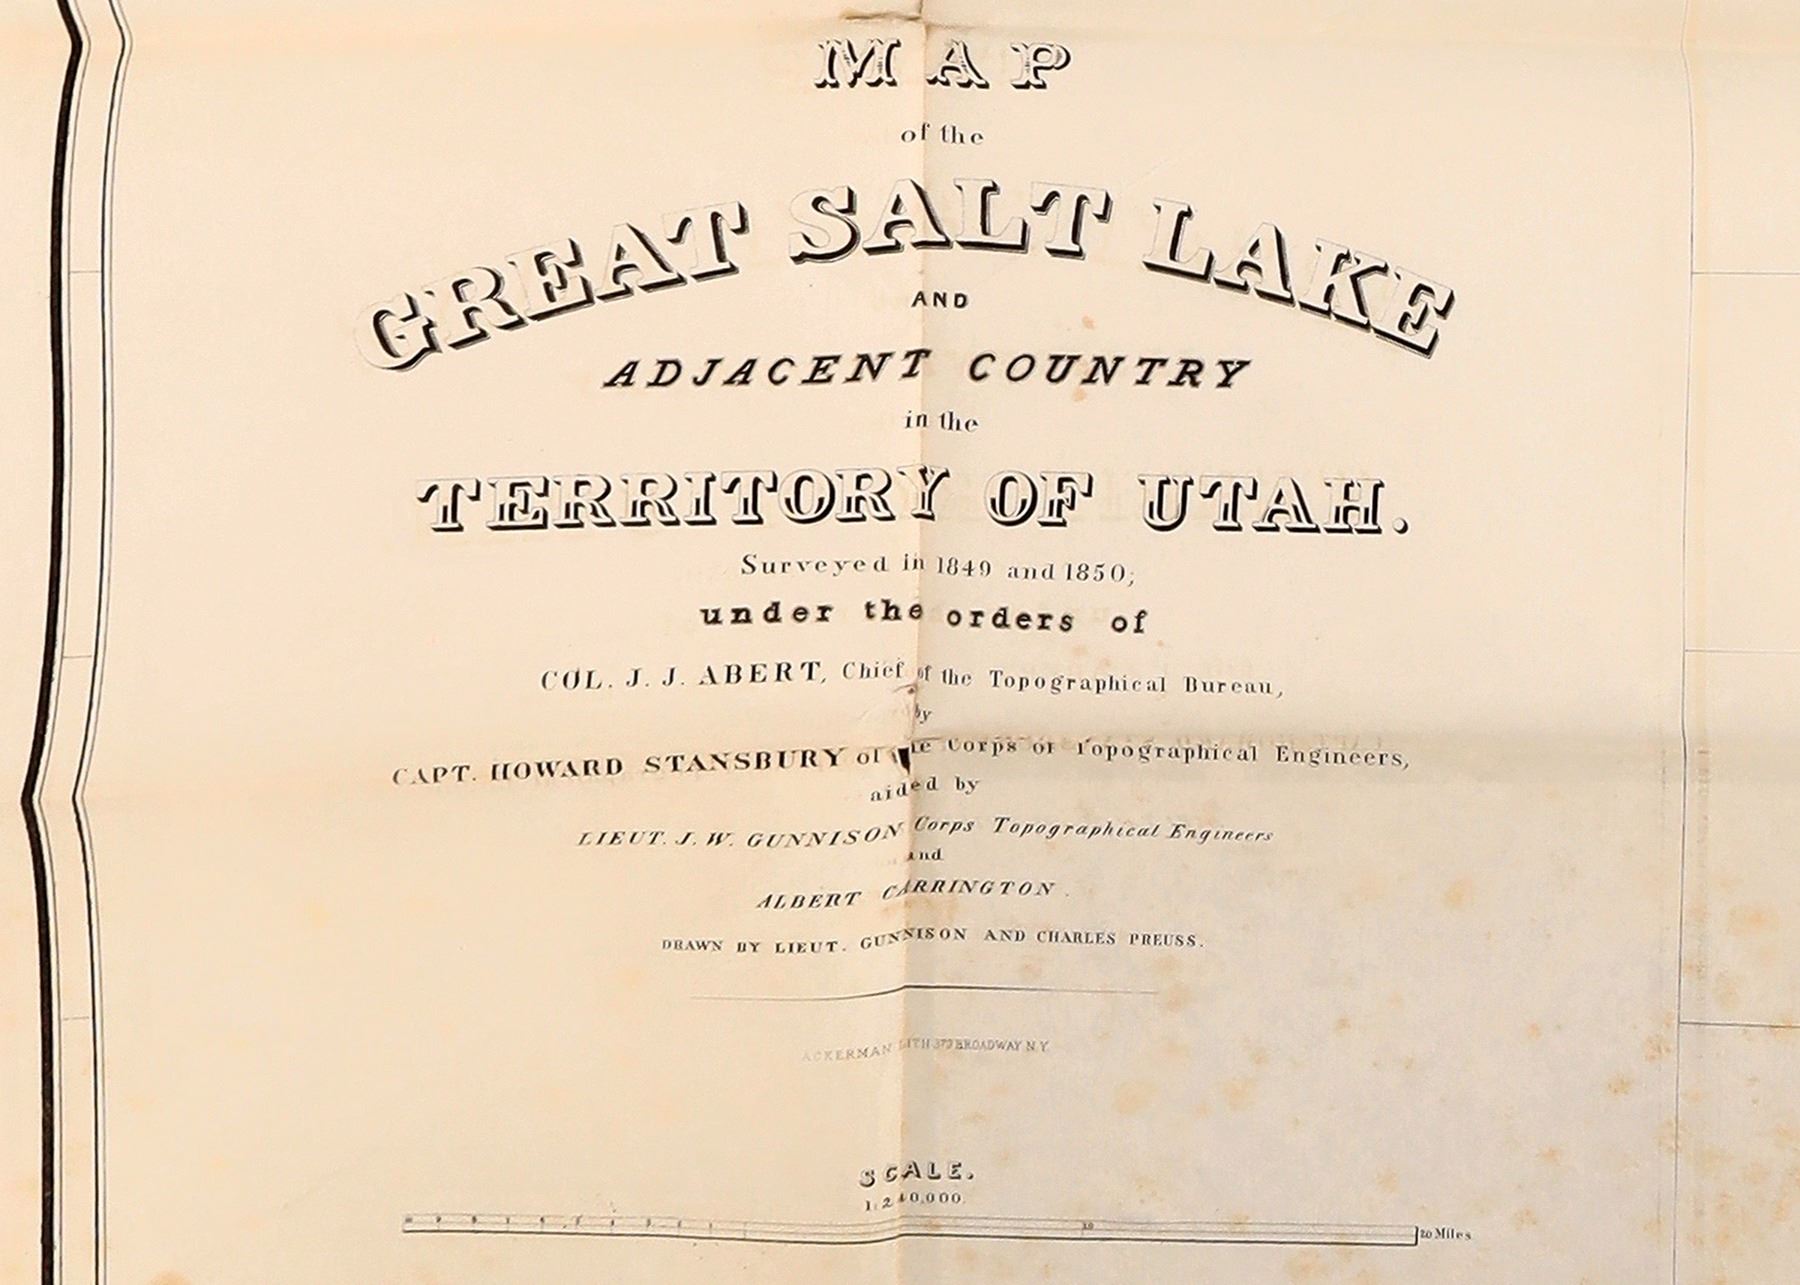 MAP
of the
GREAT SALT LAKE
AND
ADJACENT COUNTRY
in the
TERRITORY OF UTAH.
Surveyed in 1849 and 1850;
under the orders of
COL. J. J. ABERT, Chief of the Topographical Bureau,
by
CAPT. HOWARD STANSBURY of the Corps of Topographical Engineers,
aided by
LIEUT. J. W. GUNNISON Corps Topographical Engineers
and
ALBERT CARRINGTON.
DRAWN BY LIEUT. GUNNISON AND CHARLES PREUSS.
ACKERMAN LITH 379 BROADWAY N.Y.
SCALE.
1:240,000.
10 20 Miles